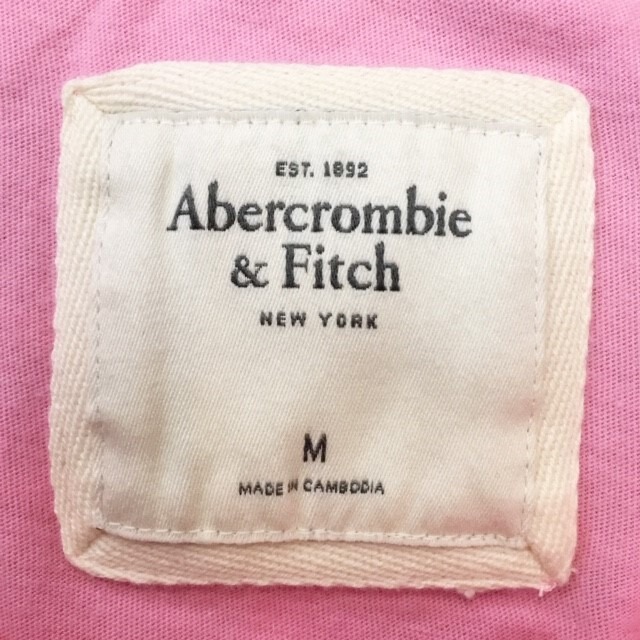 EST. 1892
Abercrombie
& Fitch
NEW YORK
M
MADE IN CAMBODIA